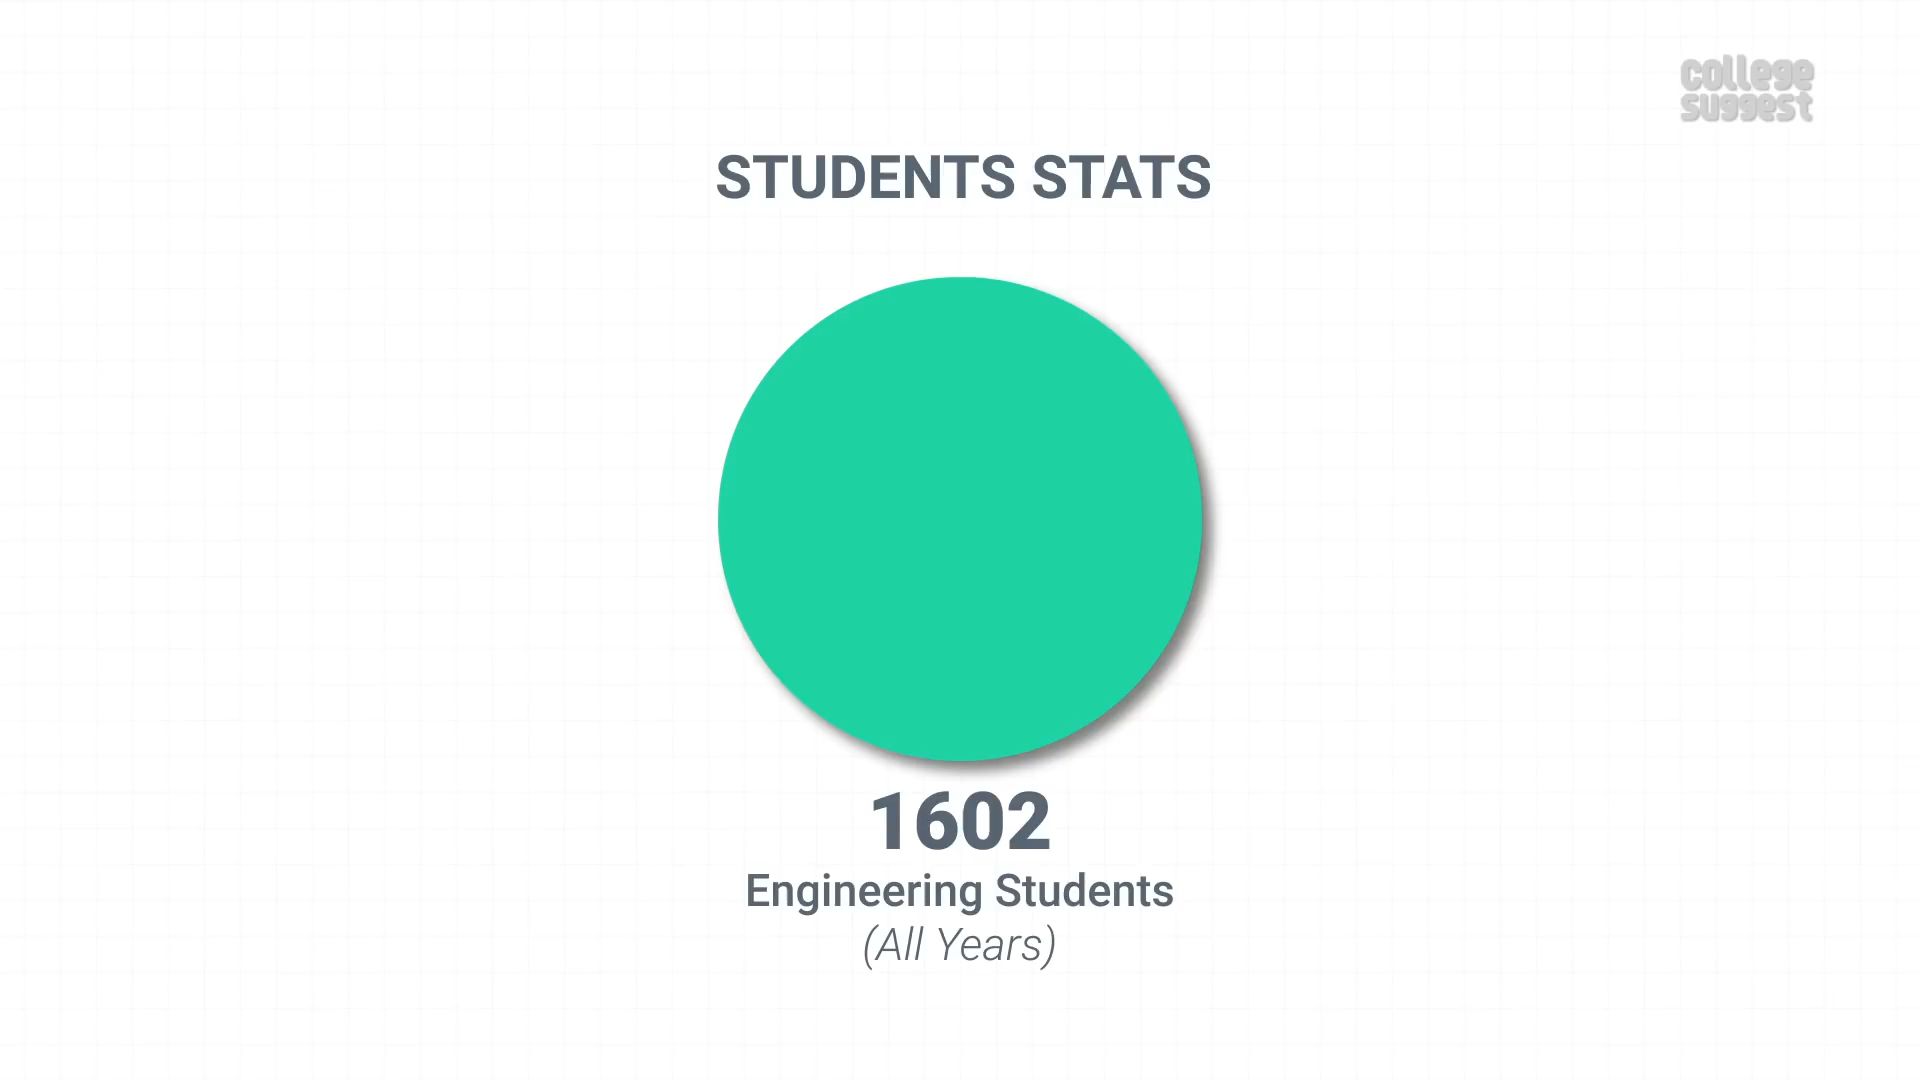 college
suggest
STUDENTS STATS
1602
Engineering Students
(All Years)